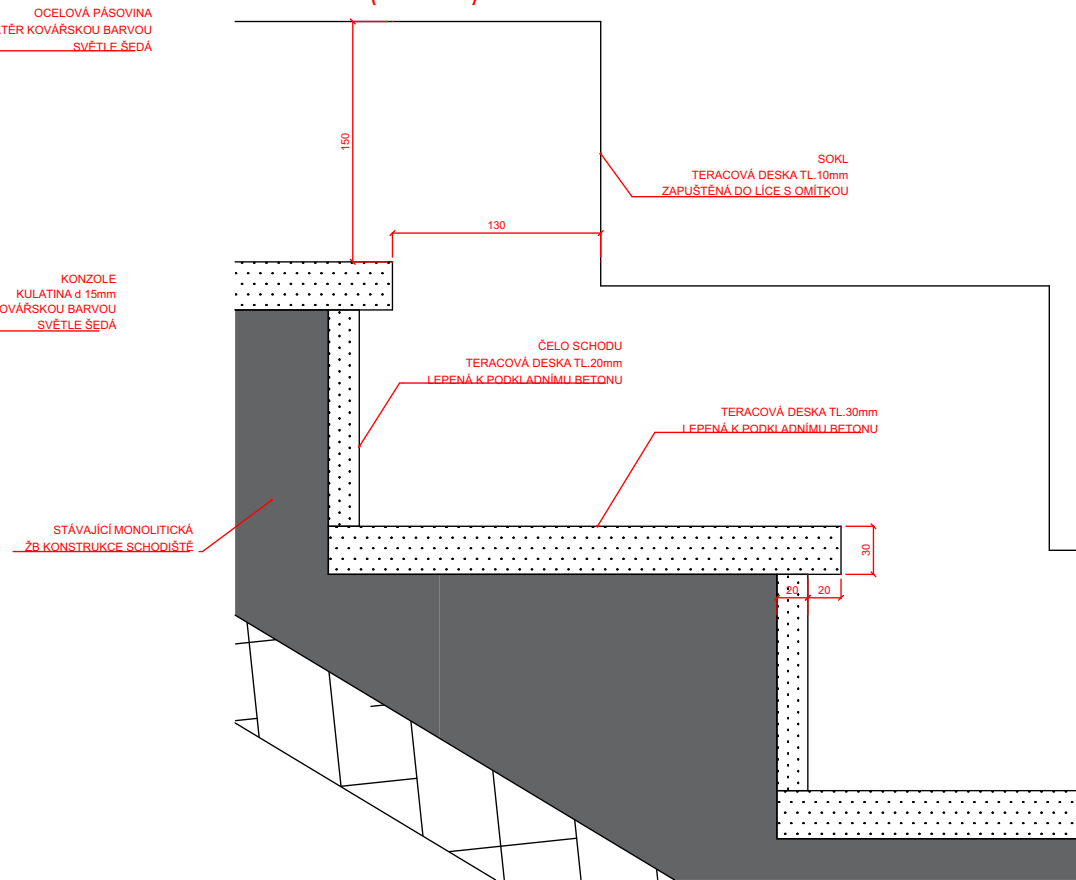 OCELOVÁ PÁSOVINA
KOVÁŘSKOU BARVOU
SVĚTLE ŠEDÁ
150
SOKL
TERACOVÁ DESKA TL.10mm
ZAPUŠTĚNÁ DO LÍCE S OMÍTKOU
130
KONZOLE
KULATINA d 15mm
BARVOU
SVĚTLE ŠEDÁ
ČELO SCHODU
TERACOVÁ DESKA TL.20mm
LEPENÁ K PODKLADNÍMU BETONU
TERACOVÁ DESKA TL.30mm
LEPENÁ K PODKLADNÍMU BETONU
STÁVAJÍCÍ MONOLITICKÁ
ŽB KONSTRUKCE SCHODIŠTĚ
30
20 20